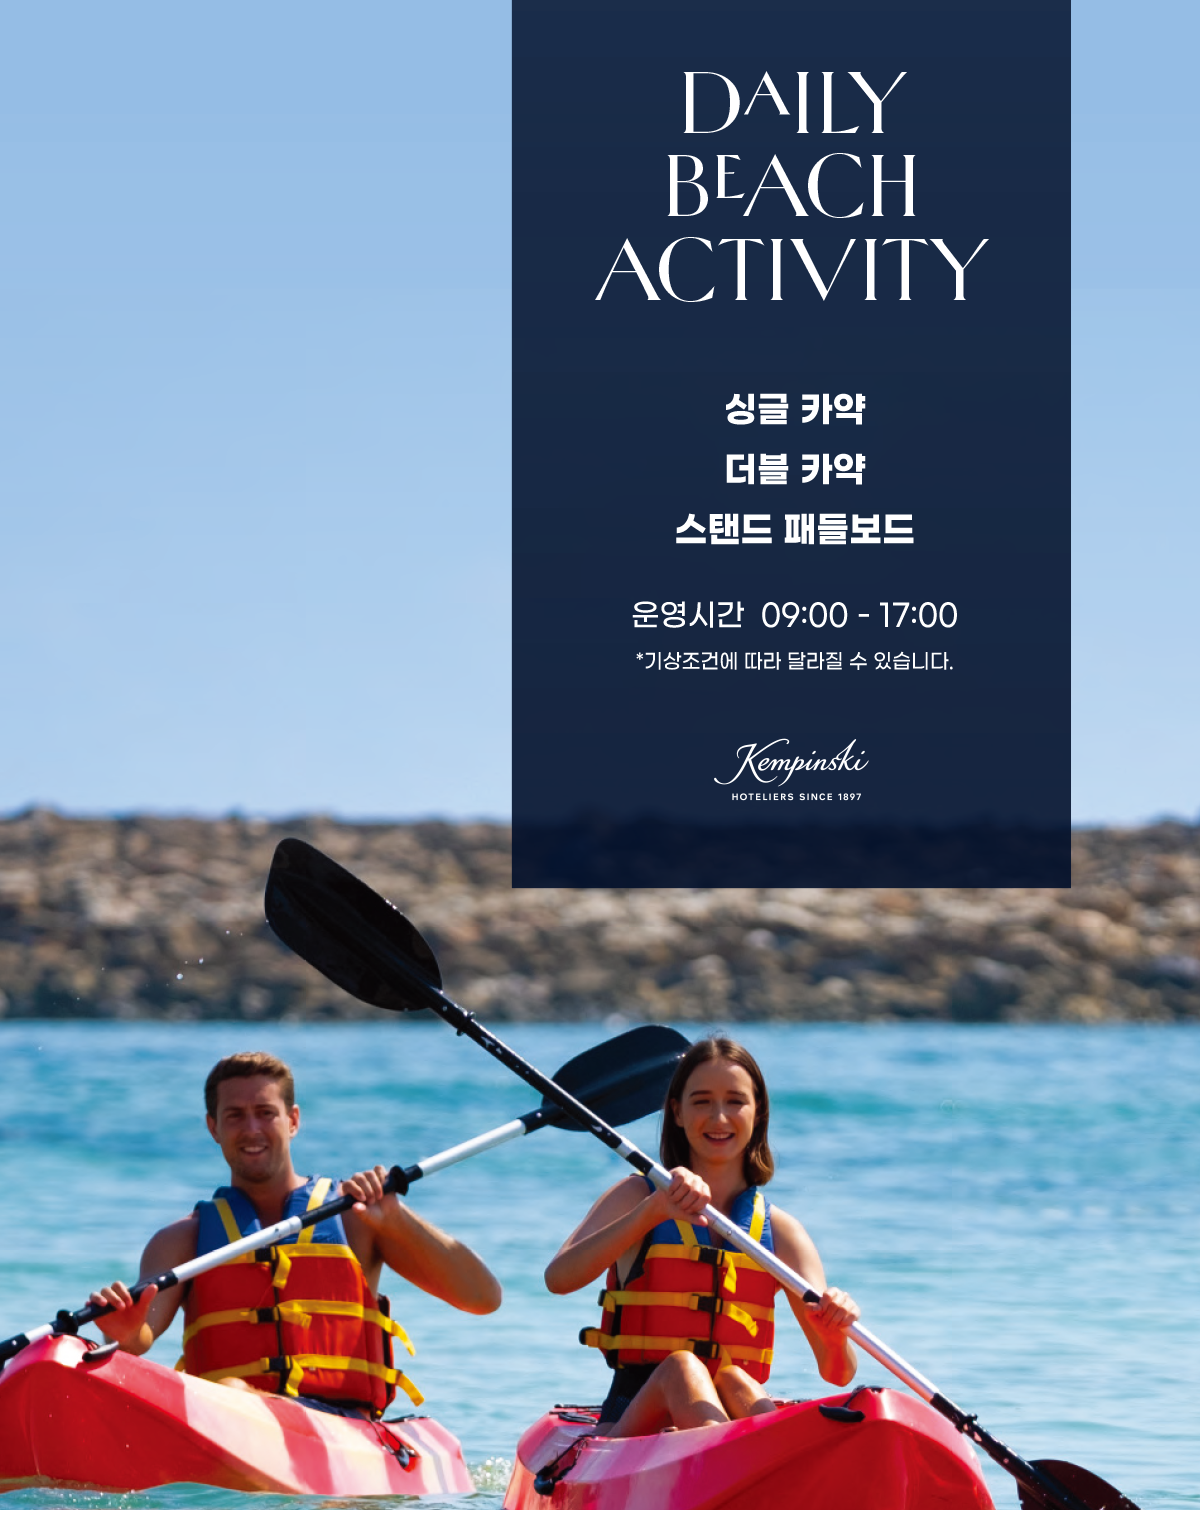 DAILY
BEACH
ACTIVITY
싱글 카약
더블 카약
스탠드 패들보드
운영시간 09:00 - 17:00
*기상조건에 따라 달라질 수 있습니다.
Kempinski
HOTELIERS SINCE 1897